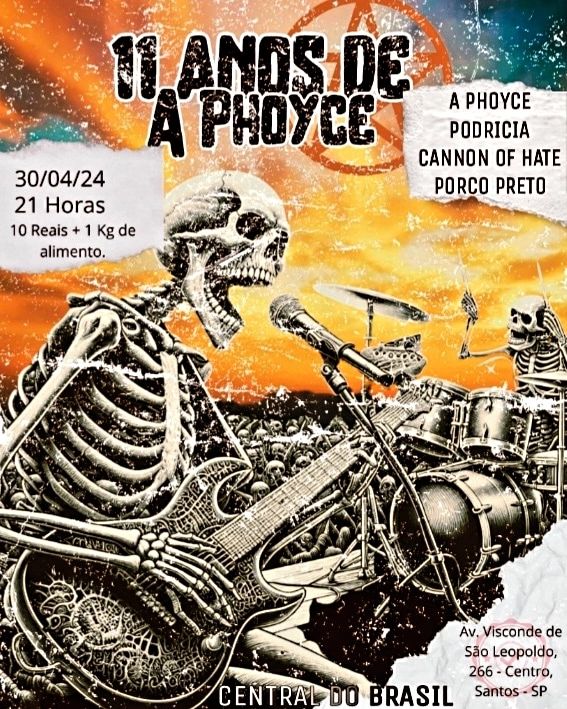 11 ANOS DE
A PHOYCE
A PHOYCE
PODRICIA
CANNON OF HATE
PORCO PRETO
30/04/24
21 Horas
10 Reais + 1 Kg de
alimento.
Av. Visconde de
São Leopoldo,
266 - Centro,
Santos - SP
CENTRAL DO BRASIL